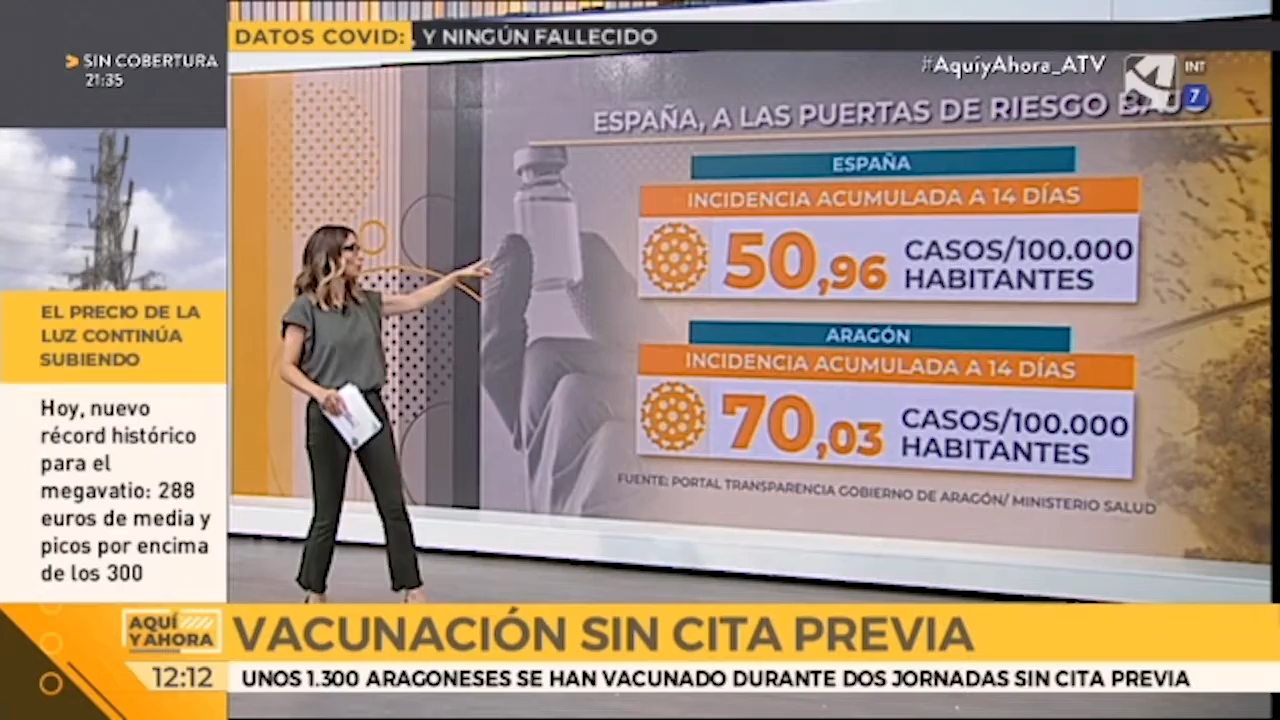 DATOS COVID: Y NINGÚN FALLECIDO
SIN COBERTURA
21:35
#AquíyAhora_ATV
INT
7
ESPAÑA, A LAS PUERTAS DE RIESGO BAJO
ESPAÑA
INCIDENCIA ACUMULADA A 14 DÍAS
50,96 CASOS/100.000
HABITANTES
ARAGÓN
INCIDENCIA ACUMULADA A 14 DÍAS
70,03 CASOS/100.000
HABITANTES
FUENTE: PORTAL TRANSPARENCIA GOBIERNO DE ARAGÓN/ MINISTERIO SALUD
EL PRECIO DE LA
LUZ CONTINÚA
SUBIENDO
Hoy, nuevo
récord histórico
para el
megavatio: 288
euros de media y
picos por encima
de los 300
AQUÍ
Y AHORA
VACUNACIÓN SIN CITA PREVIA
12:12
UNOS 1.300 ARAGONESES SE HAN VACUNADO DURANTE DOS JORNADAS SIN CITA PREVIA